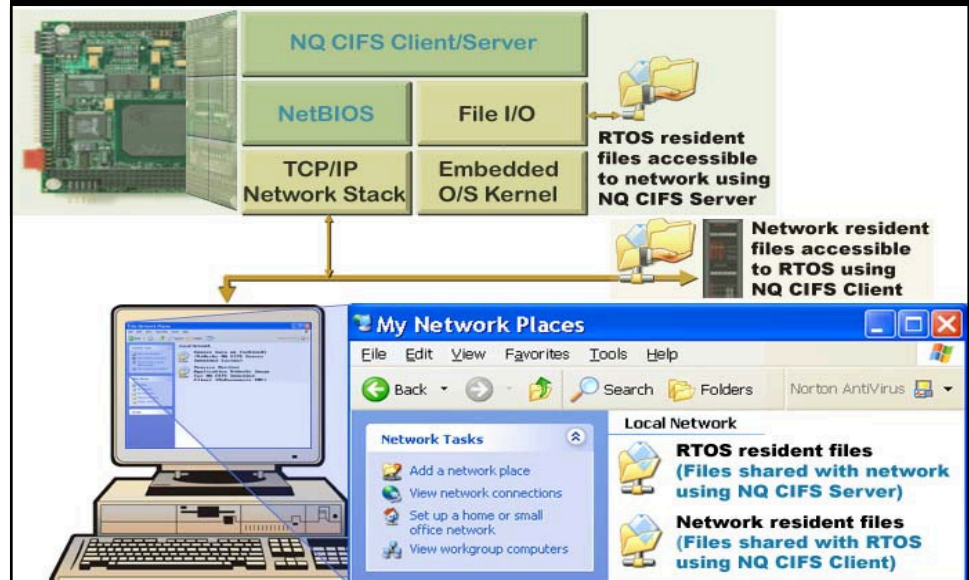 NQ CIFS Client/Server
NetBIOS
File I/O
TCP/IP
Network Stack
Embedded
O/S Kernel
RTOS resident
files accessible
to network using
NQ CIFS Server
Network resident
files accessible
to RTOS using
NQ CIFS Client
My Network Places
File Edit View Favorites Tools Help
Back Search Folders Norton AntiVirus
Network Tasks
Add a network place
View network connections
Set up a home or small
office network
View workgroup computers
Local Network
RTOS resident files
(Files shared with network
using NQ CIFS Server)
Network resident files
(Files shared with RTOS
using NQ CIFS Client)